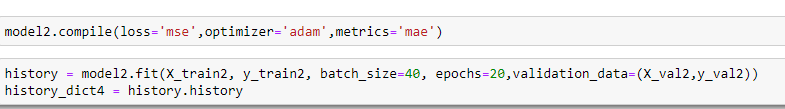 model2.compile(loss='mse',optimizer='adam',metrics='mae')
history = model2.fit(X_train2, y_train2, batch_size=40, epochs=20,validation_data=(X_val2,y_val2))
history_dict4 = history.history